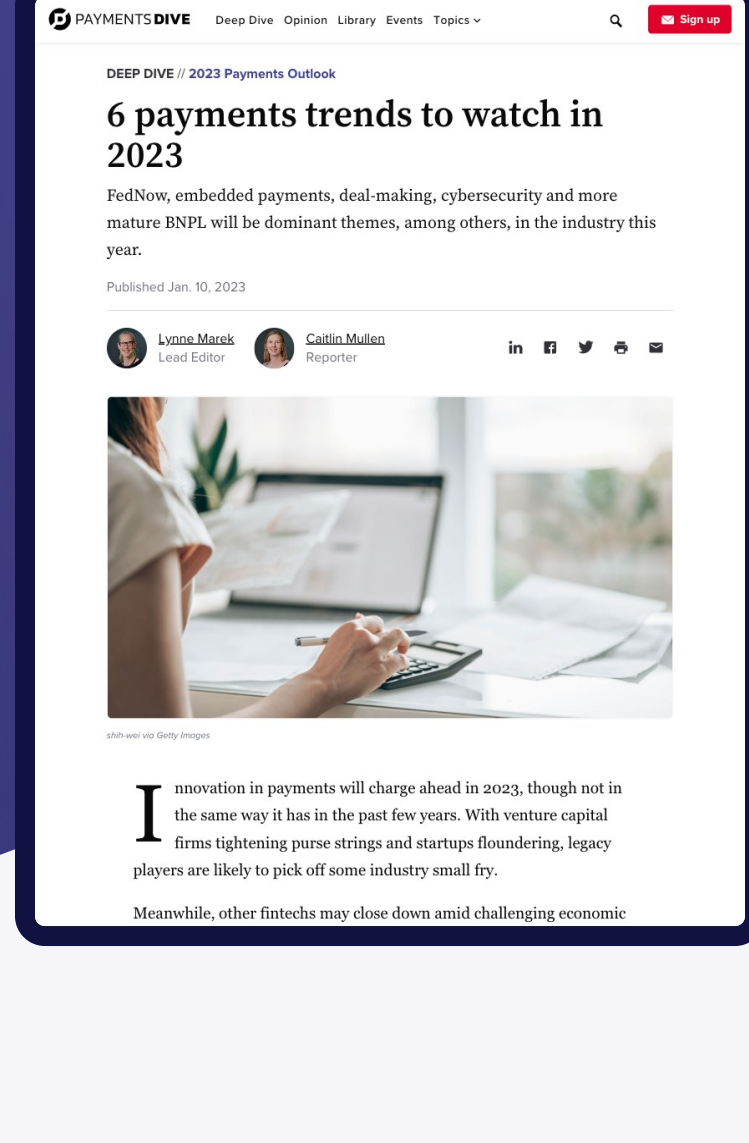 PAYMENTS DIVE Deep Dive Opinion Library Events Topics Sign up
DEEP DIVE // 2023 Payments Outlook
6 payments trends to watch in
2023
FedNow, embedded payments, deal-making, cybersecurity and more
mature BNPL will be dominant themes, among others, in the industry this
year.
Published Jan. 10, 2023
Lynne Marek Caitlin Mullen
Lead Editor Reporter
shih-wei via Getty Images
Innovation in payments will charge ahead in 2023, though not in
the same way it has in the past few years. With venture capital
firms tightening purse strings and startups floundering, legacy
players are likely to pick off some industry small fry.
Meanwhile, other fintechs may close down amid challenging economic